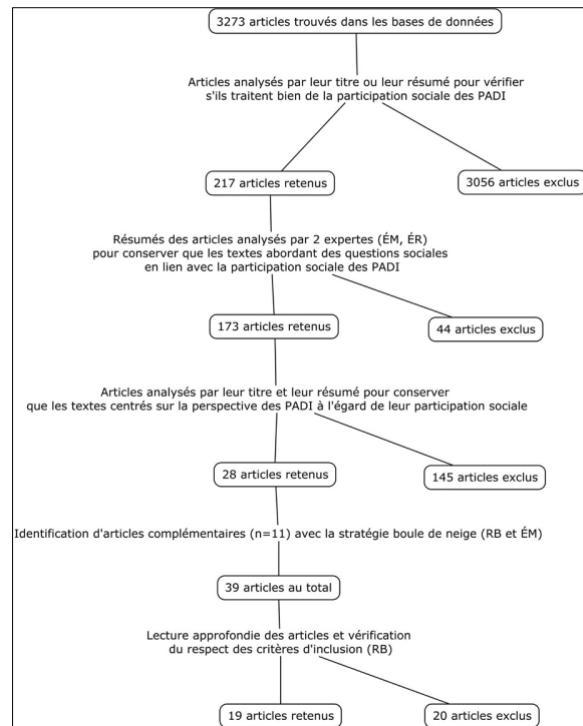 3273 articles trouvés dans les bases de données
Articles analysés par leur titre ou leur résumé pour vérifier
s'ils traitent bien de la participation sociale des PADI
217 articles retenus
3056 articles exclus
Résumés des articles analysés par 2 expertes (ÉM, ÉR)
pour conserver que les textes abordant des questions sociales
en lien avec la participation sociale des PADI
173 articles retenus
44 articles exclus
Articles analysés par leur titre et leur résumé pour conserver
que les textes centrés sur la perspective des PADI à l'égard de leur participation sociale
28 articles retenus
145 articles exclus
Identification d'articles complémentaires (n=11) avec la stratégie boule de neige (RB et ÉM)
39 articles au total
Lecture approfondie des articles et vérification
du respect des critères d'inclusion (RB)
19 articles retenus
20 articles exclus